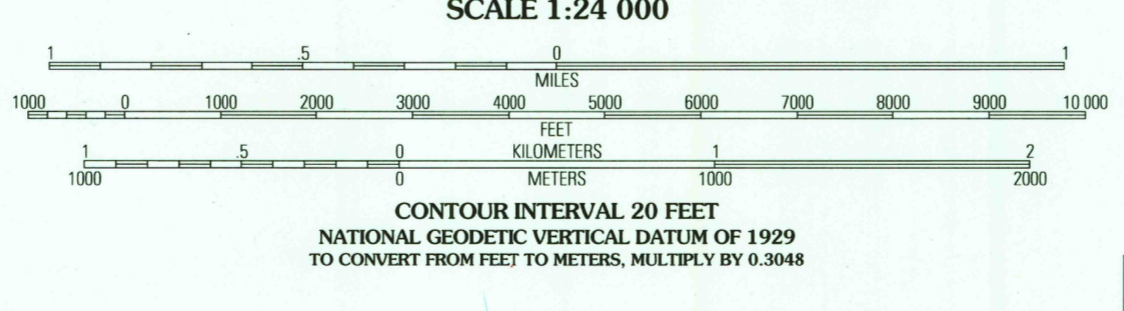 SCALE 1:24 000
1 .5 0 1
MILES
1000 0 1000 2000 3000 4000 5000 6000 7000 8000 9000 10 000
FEET
1 .5 0 KILOMETERS 1 2
1000 0 METERS 1000 2000
CONTOUR INTERVAL 20 FEET
NATIONAL GEODETIC VERTICAL DATUM OF 1929
TO CONVERT FROM FEET TO METERS, MULTIPLY BY 0.3048